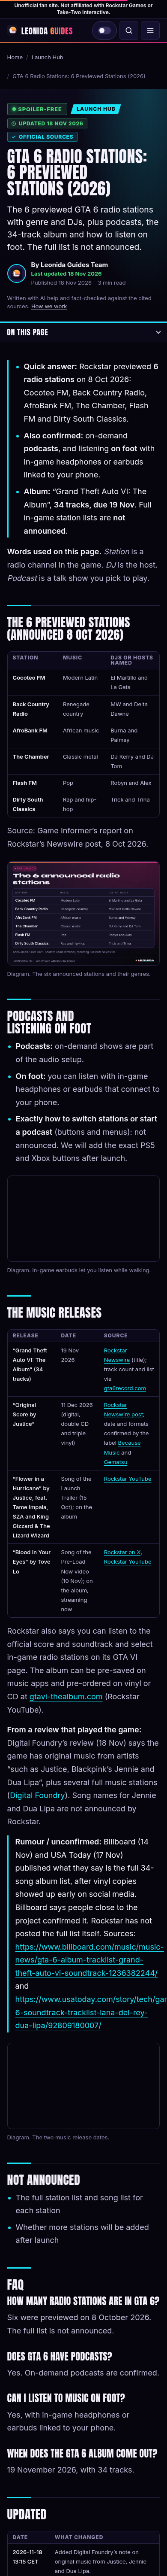 Unofficial fan site. Not affiliated with Rockstar Games or
Take-Two Interactive.
LEONIDA GUIDES
Home / Launch Hub
/ GTA 6 Radio Stations: 6 Previewed Stations (2026)
SPOILER-FREE LAUNCH HUB
UPDATED 18 NOV 2026
✓ OFFICIAL SOURCES
GTA 6 RADIO STATIONS:
6 PREVIEWED
STATIONS (2026)
The 6 previewed GTA 6 radio stations
with genre and DJs, plus podcasts, the
34-track album and how to listen on
foot. The full list is not announced.
By Leonida Guides Team
Last updated 18 Nov 2026
Published 18 Nov 2026 3 min read
Written with AI help and fact-checked against the cited
sources. How we work
ON THIS PAGE
Quick answer: Rockstar previewed 6
radio stations on 8 Oct 2026:
Cocoteo FM, Back Country Radio,
AfroBank FM, The Chamber, Flash FM
and Dirty South Classics.
Also confirmed: on-demand
podcasts, and listening on foot with
in-game headphones or earbuds
linked to your phone.
Album: "Grand Theft Auto VI: The
Album", 34 tracks, due 19 Nov. Full
in-game station lists are not
announced.
Words used on this page. Station is a
radio channel in the game. DJ is the host.
Podcast is a talk show you pick to play.
THE 6 PREVIEWED STATIONS
(ANNOUNCED 8 OCT 2026)
STATION MUSIC DJS OR HOSTS
NAMED
Cocoteo FM Modern Latin El Martillo and
La Gata
Back Country
Radio Renegade
country MW and Delta
Dawne
AfroBank FM African music Burna and
Palmsy
The Chamber Classic metal DJ Kerry and DJ
Tom
Flash FM Pop Robyn and Alex
Dirty South
Classics Rap and hip-
hop Trick and Trina
Source: Game Informer's report on
Rockstar's Newswire post, 8 Oct 2026.
The 6 announced radio
stations
Diagram. The six announced stations and their genres.
PODCASTS AND
LISTENING ON FOOT
Podcasts: on-demand shows are part
of the audio setup.
On foot: you can listen with in-game
headphones or earbuds that connect to
your phone.
Exactly how to switch stations or start
a podcast (buttons and menus): not
announced. We will add the exact PS5
and Xbox buttons after launch.
Diagram. In-game earbuds let you listen while walking.
THE MUSIC RELEASES
RELEASE DATE SOURCE
"Grand Theft
Auto VI: The
Album" (34
tracks) 19 Nov
2026 Rockstar
Newswire (title);
track count and list
via
gta6record.com
"Original
Score by
Justice" 11 Dec 2026
(digital,
double CD
and triple
vinyl) Rockstar
Newswire post;
date and formats
confirmed by the
label Because
Music and
Gematsu
"Flower in a
Hurricane" by
Justice, feat.
Tame Impala,
SZA and King
Gizzard & The
Lizard Wizard Song of the
Launch
Trailer (15
Oct); on the
album Rockstar YouTube
"Blood In Your
Eyes" by Tove
Lo Song of the
Pre-Load
Now video
(10 Nov); on
the album,
streaming
now Rockstar on X,
Rockstar YouTube
Rockstar also says you can listen to the
official score and soundtrack and select
in-game radio stations on its GTA VI
page. The album can be pre-saved on
music apps and pre-ordered on vinyl or
CD at gtavi-thealbum.com (Rockstar
YouTube).
From a review that played the game:
Digital Foundry's review (18 Nov) says the
game has original music from artists
"such as Justice, Blackpink's Jennie and
Dua Lipa", plus several full music stations
(Digital Foundry). Song names for Jennie
and Dua Lipa are not announced by
Rockstar.
Rumour / unconfirmed: Billboard (14
Nov) and USA Today (17 Nov)
published what they say is the full 34-
song album list, after vinyl copies
showed up early on social media.
Billboard says people close to the
project confirmed it. Rockstar has not
posted the full list itself. Sources:
https://www.billboard.com/music/music-
news/gta-6-album-tracklist-grand-
theft-auto-vi-soundtrack-1236382244/
and
https://www.usatoday.com/story/tech/gar
6-soundtrack-tracklist-lana-del-rey-
dua-lipa/92809180007/
Diagram. The two music release dates.
NOT ANNOUNCED
The full station list and song list for
each station
Whether more stations will be added
after launch
FAQ
HOW MANY RADIO STATIONS ARE IN GTA 6?
Six were previewed on 8 October 2026.
The full list is not announced.
DOES GTA 6 HAVE PODCASTS?
Yes. On-demand podcasts are confirmed.
CAN I LISTEN TO MUSIC ON FOOT?
Yes, with in-game headphones or
earbuds linked to your phone.
WHEN DOES THE GTA 6 ALBUM COME OUT?
19 November 2026, with 34 tracks.
UPDATED
DATE WHAT CHANGED
2026-11-18
13:15 CET Added Digital Foundry's note on
original music from Justice, Jennie
and Dua Lipa.